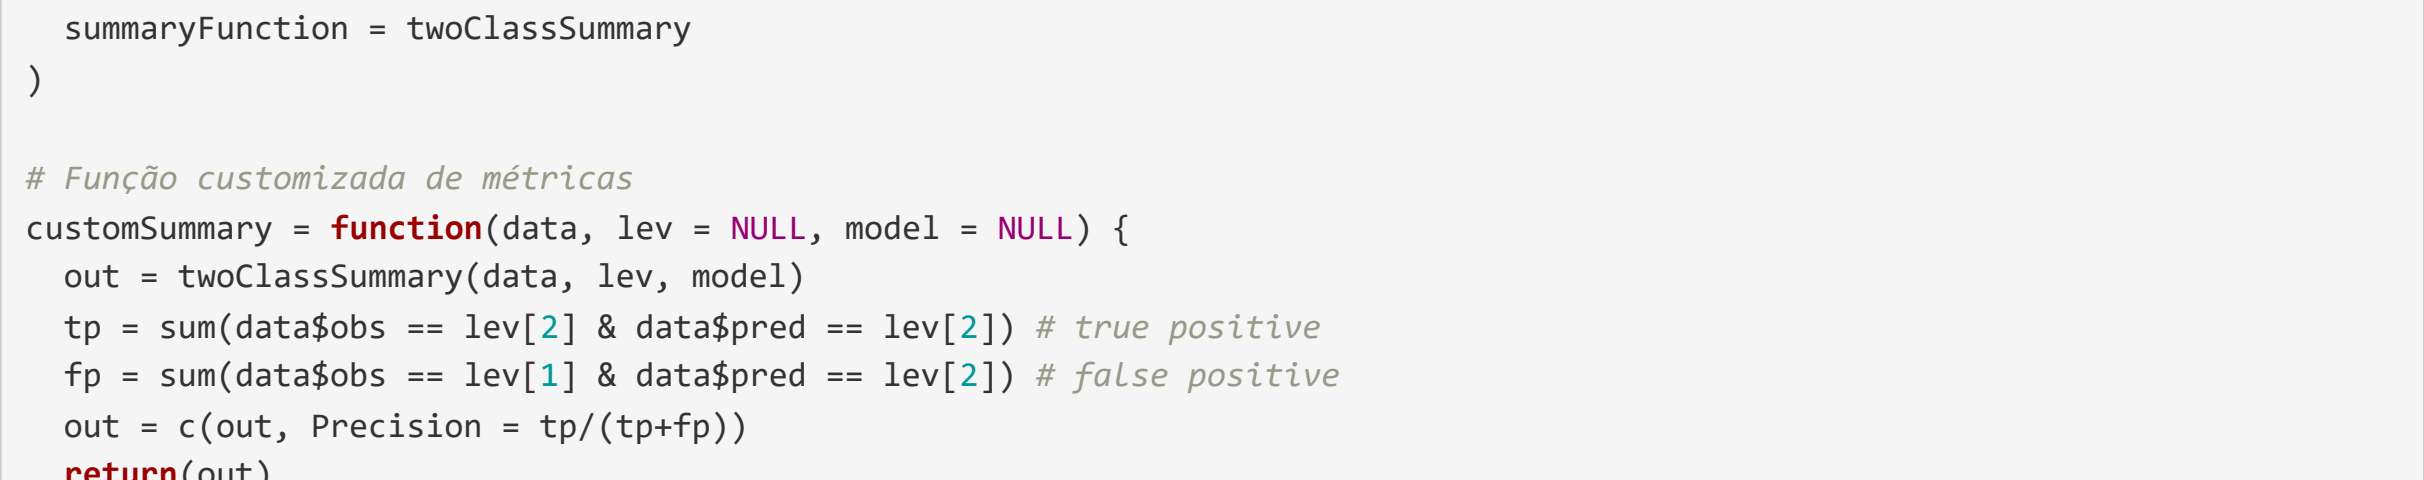 summaryFunction = twoClassSummary
)
# Função customizada de métricas
customSummary = function(data, lev = NULL, model = NULL) {
out = twoClassSummary(data, lev, model)
tp = sum(data$obs == lev[2] & data$pred == lev[2]) # true positive
fp = sum(data$obs == lev[1] & data$pred == lev[2]) # false positive
out = c(out, Precision = tp/(tp+fp))
return(out)